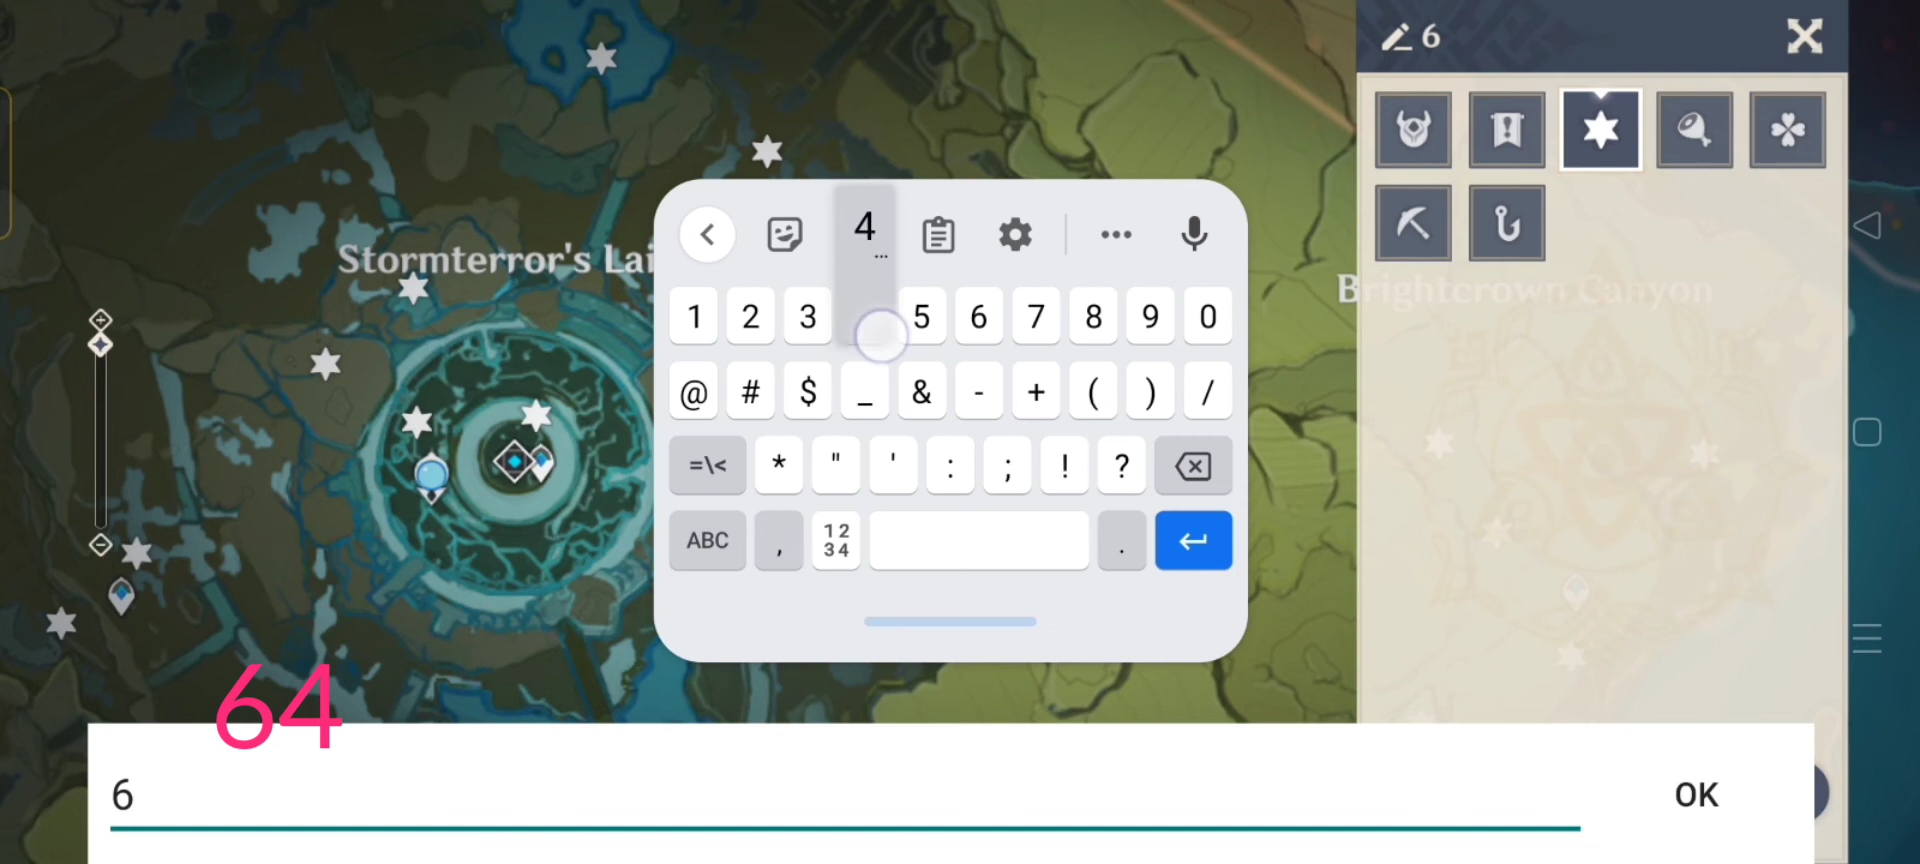 6
Stormterror's Lai
Brightcrown Canyon
4
...
1 2 3 5 6 7 8 9 0
@ # $ _ & - + ( ) /
=\< * " ' : ; ! ?
ABC , 12 34 .
64
6
OK